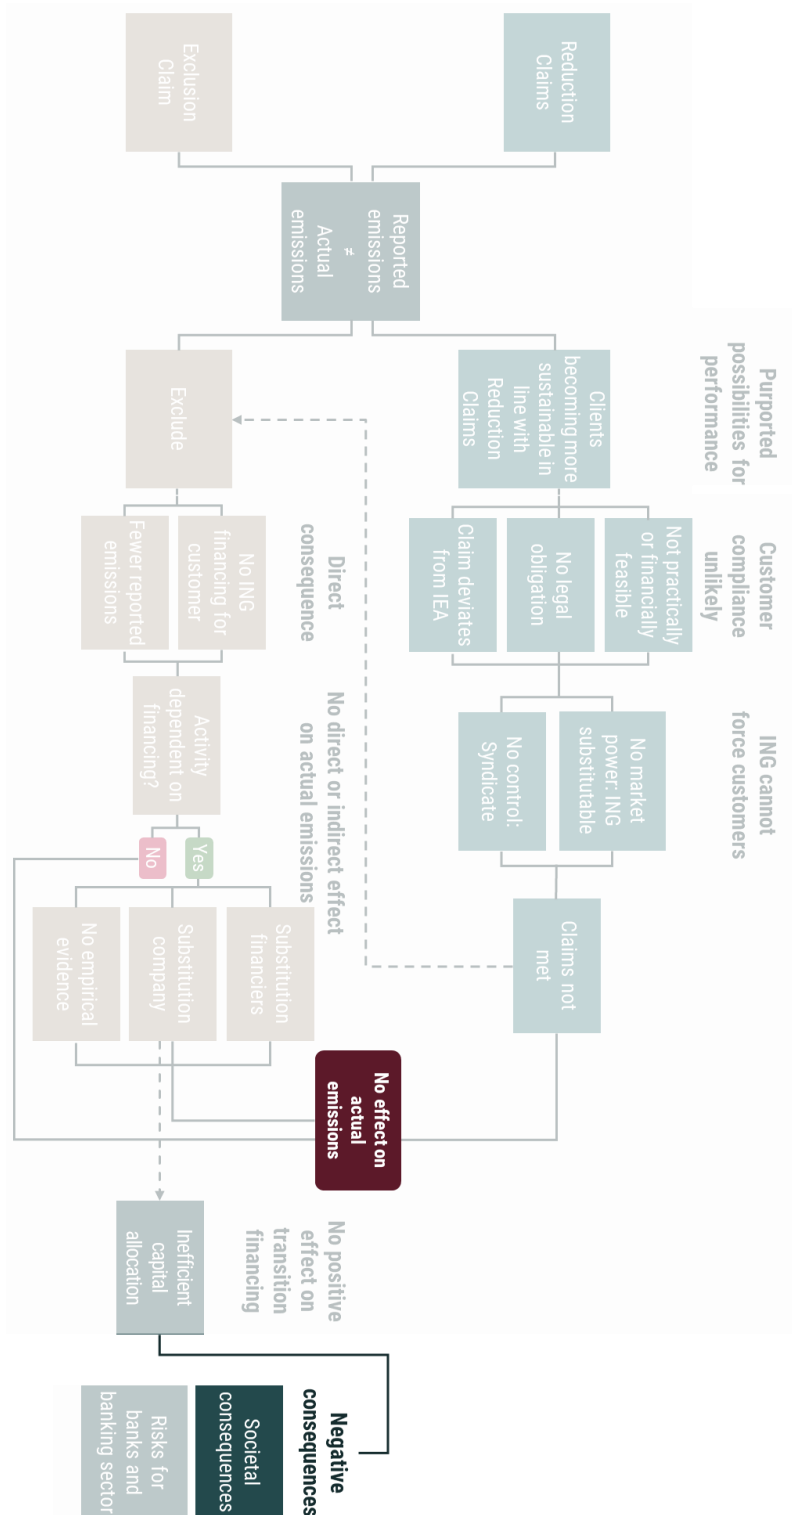 Purported
possibilities for
performance
Customer
compliance
unlikely
ING cannot
force customers
Reduction
Claims
Clients
becoming more
sustainable in
line with
Reduction
Claims
Not practically
or financially
feasible
No legal
obligation
Claim deviates
from IEA
No market
power: ING
substitutable
No control:
Syndicate
Claims not
met
Reported
emissions
≠
Actual
emissions
No effect on
actual
emissions
Direct
consequence
No direct or indirect effect
on actual emissions
No positive
effect on
transition
financing
Negative
consequences
Exclusion
Claim
Exclude
No ING
financing for
customer
Fewer reported
emissions
Activity
dependent on
financing?
Yes
No
Substitution
financiers
Substitution
company
No empirical
evidence
Inefficient
capital
allocation
Societal
consequences
Risks for
banks and
banking sector